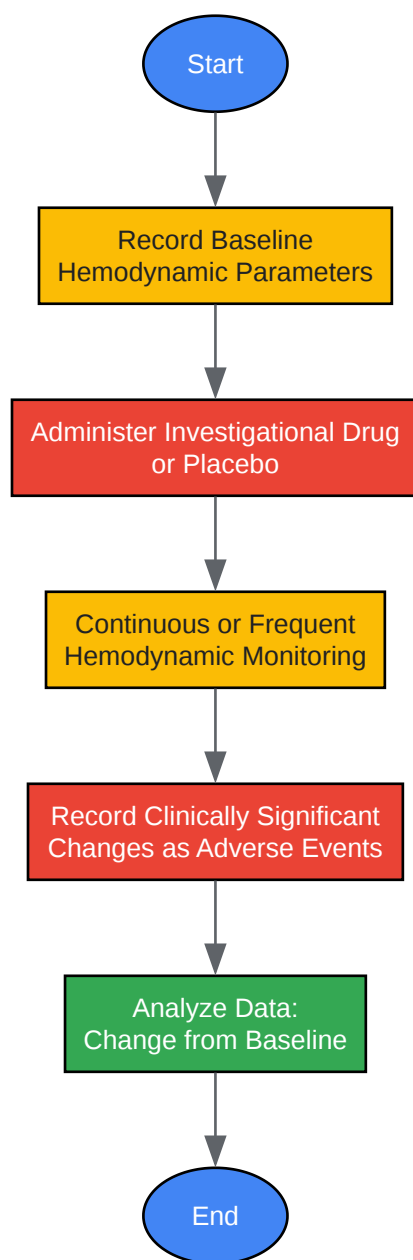 Start
Record Baseline
Hemodynamic Parameters
Administer Investigational Drug
or Placebo
Continuous or Frequent
Hemodynamic Monitoring
Record Clinically Significant
Changes as Adverse Events
Analyze Data:
Change from Baseline
End